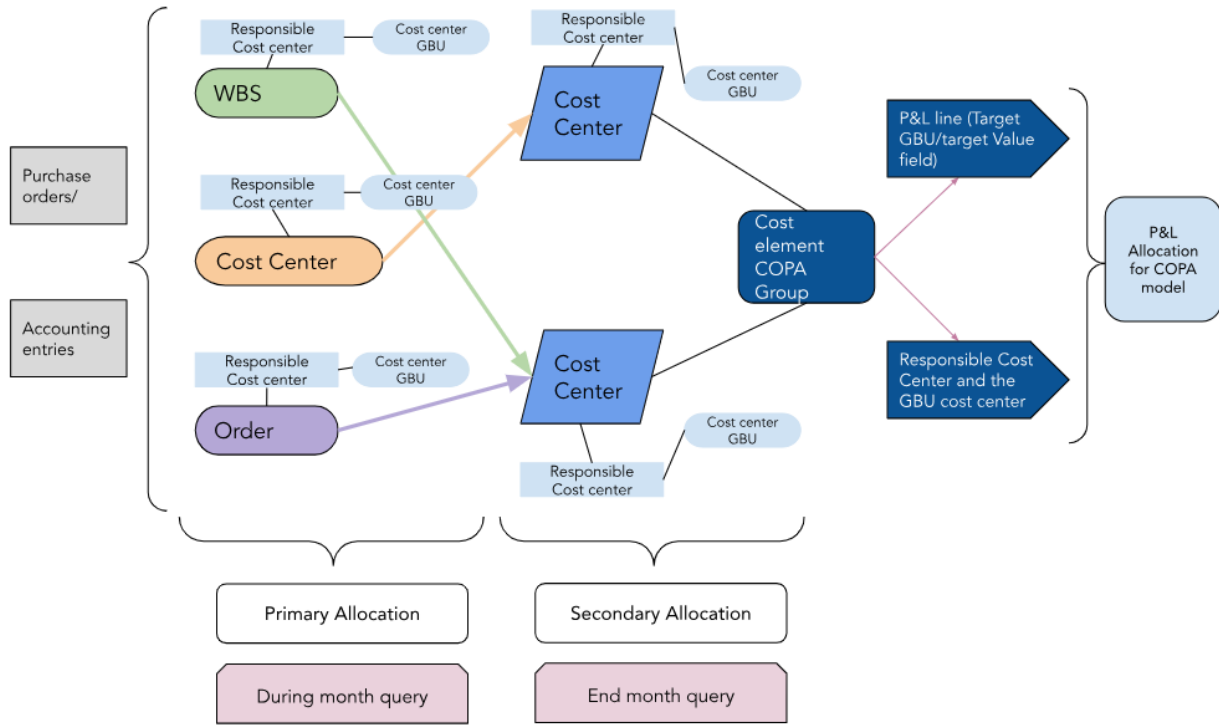 Purchase
orders/
Accounting
entries
Responsible
Cost center
Cost center
GBU
WBS
Responsible
Cost center
Cost center
GBU
Cost Center
Responsible
Cost center
Cost center
GBU
Order
Responsible
Cost center
Cost center
GBU
Cost
Center
Cost
Center
Cost center
GBU
Responsible
Cost center
Cost
element
COPA
Group
P&L line (Target
GBU/target Value
field)
Responsible Cost
Center and the
GBU cost center
P&L
Allocation
for COPA
model
Primary Allocation
Secondary Allocation
During month query
End month query